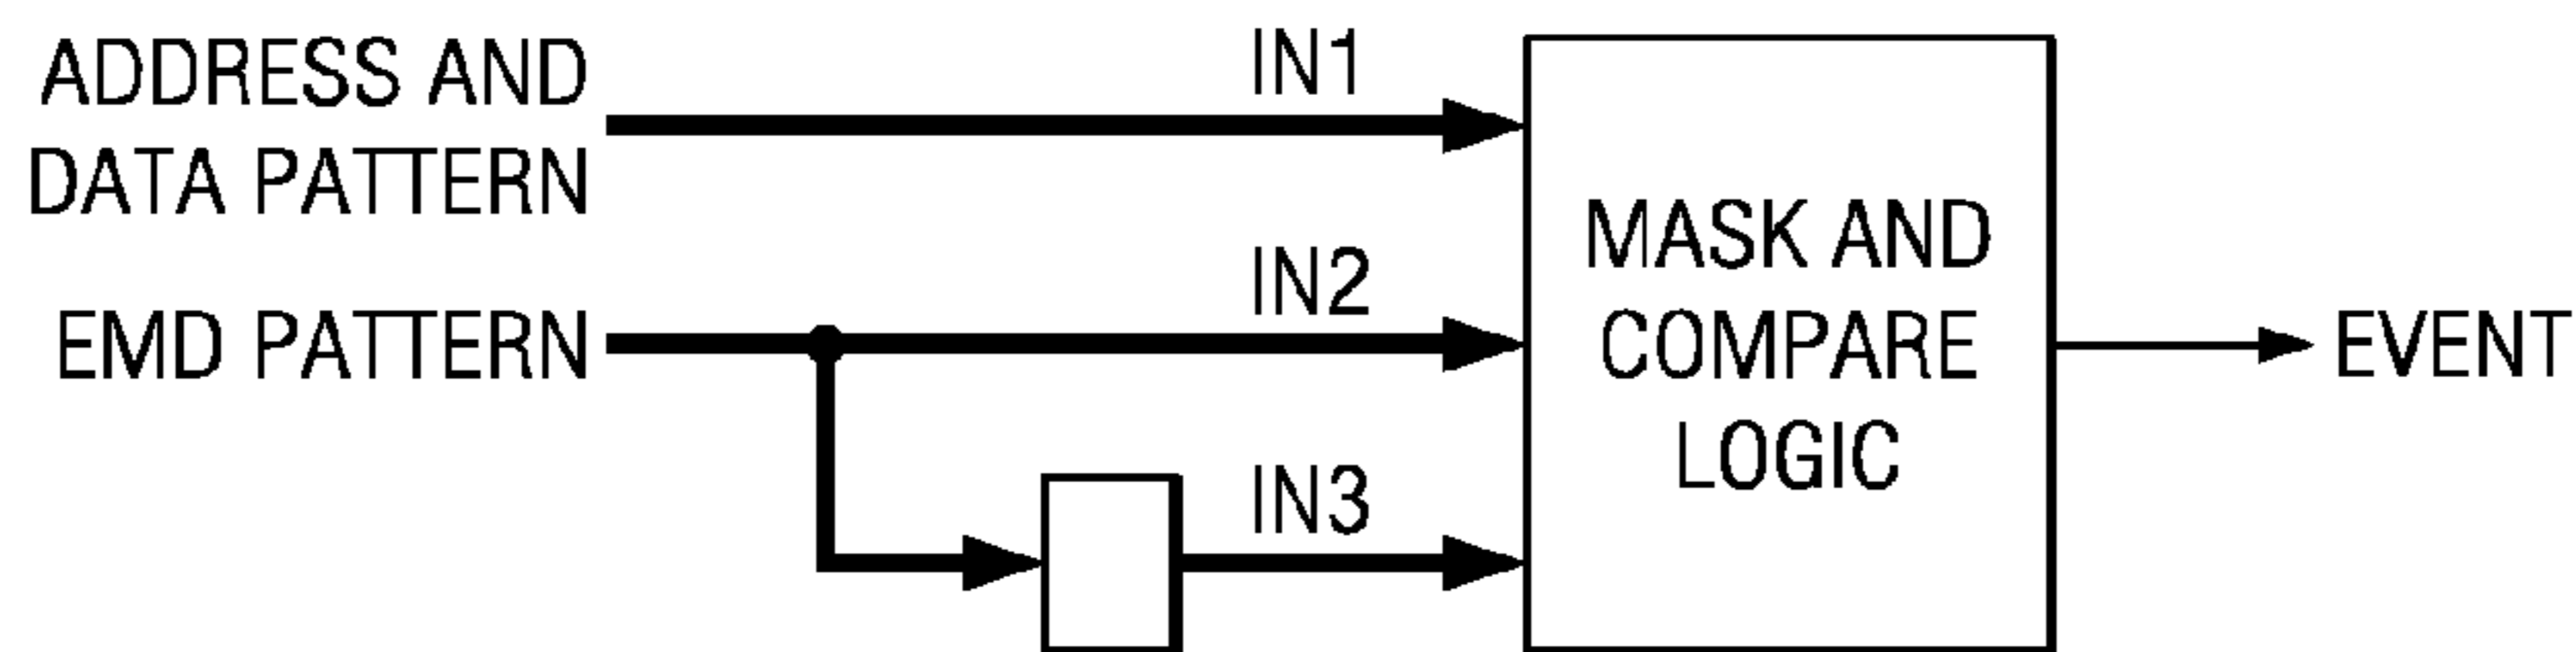 ADDRESS AND
DATA PATTERN
IN1
EMD PATTERN
IN2
IN3
MASK AND
COMPARE
LOGIC
EVENT